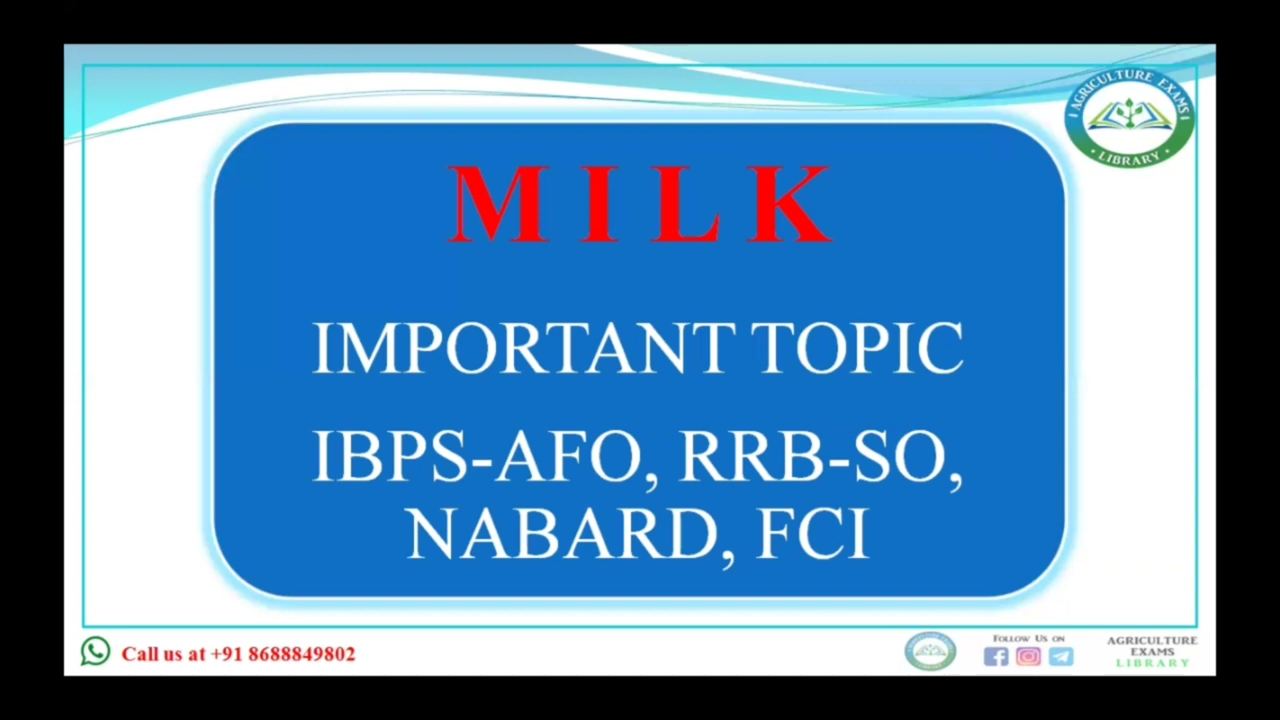 AGRICULTURE EXAMS
LIBRARY
M I L K
IMPORTANT TOPIC
IBPS-AFO, RRB-SO,
NABARD, FCI
Call us at +91 8688849802
FOLLOW US ON
AGRICULTURE
EXAMS
LIBRARY